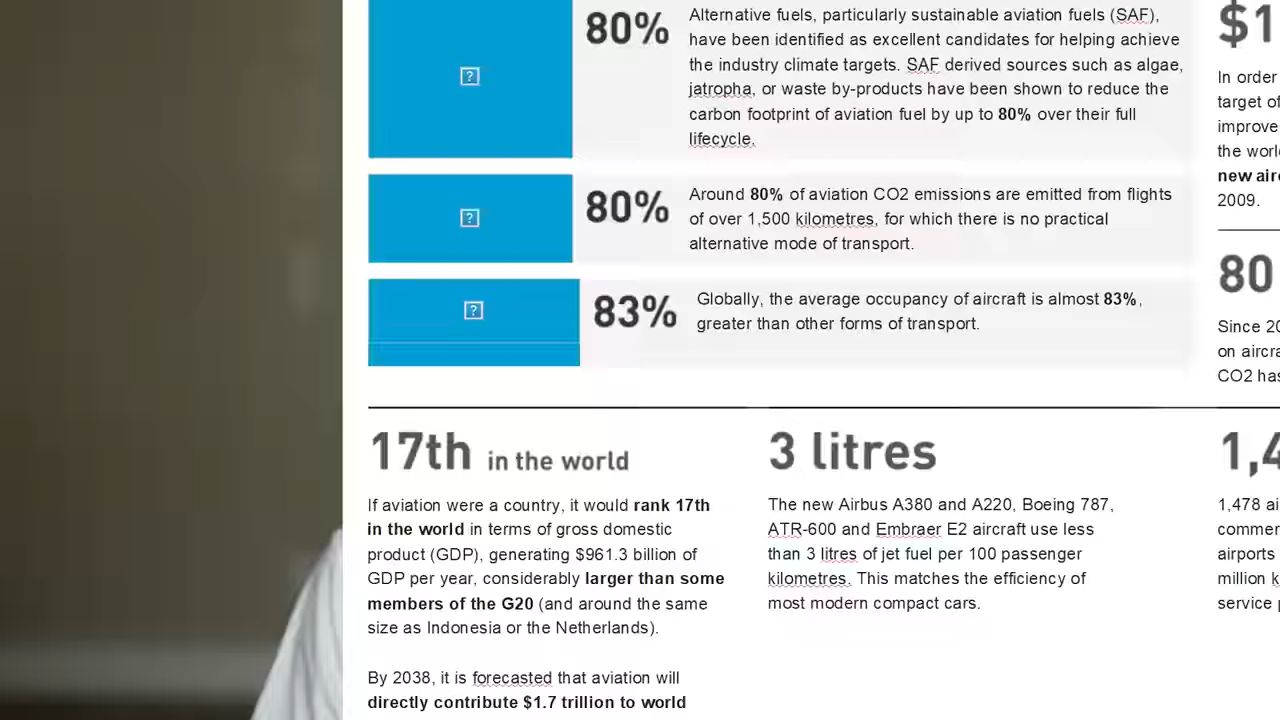 80%
Alternative fuels, particularly sustainable aviation fuels (SAF),
have been identified as excellent candidates for helping achieve
the industry climate targets. SAF derived sources such as algae,
jatropha, or waste by-products have been shown to reduce the
carbon footprint of aviation fuel by up to 80% over their full
lifecycle.
80%
Around 80% of aviation CO2 emissions are emitted from flights
of over 1,500 kilometres, for which there is no practical
alternative mode of transport.
83%
Globally, the average occupancy of aircraft is almost 83%,
greater than other forms of transport.
17th in the world
If aviation were a country, it would rank 17th
in the world in terms of gross domestic
product (GDP), generating $961.3 billion of
GDP per year, considerably larger than some
members of the G20 (and around the same
size as Indonesia or the Netherlands).
By 2038, it is forecasted that aviation will
directly contribute $1.7 trillion to world
3 litres
The new Airbus A380 and A220, Boeing 787,
ATR-600 and Embraer E2 aircraft use less
than 3 litres of jet fuel per 100 passenger
kilometres. This matches the efficiency of
most modern compact cars.
$1
In order
target of
improve
the worl
new airc
2009.
80
Since 20
on aircra
CO2 has
1,4
1,478 ai
commer
airports
million k
service p